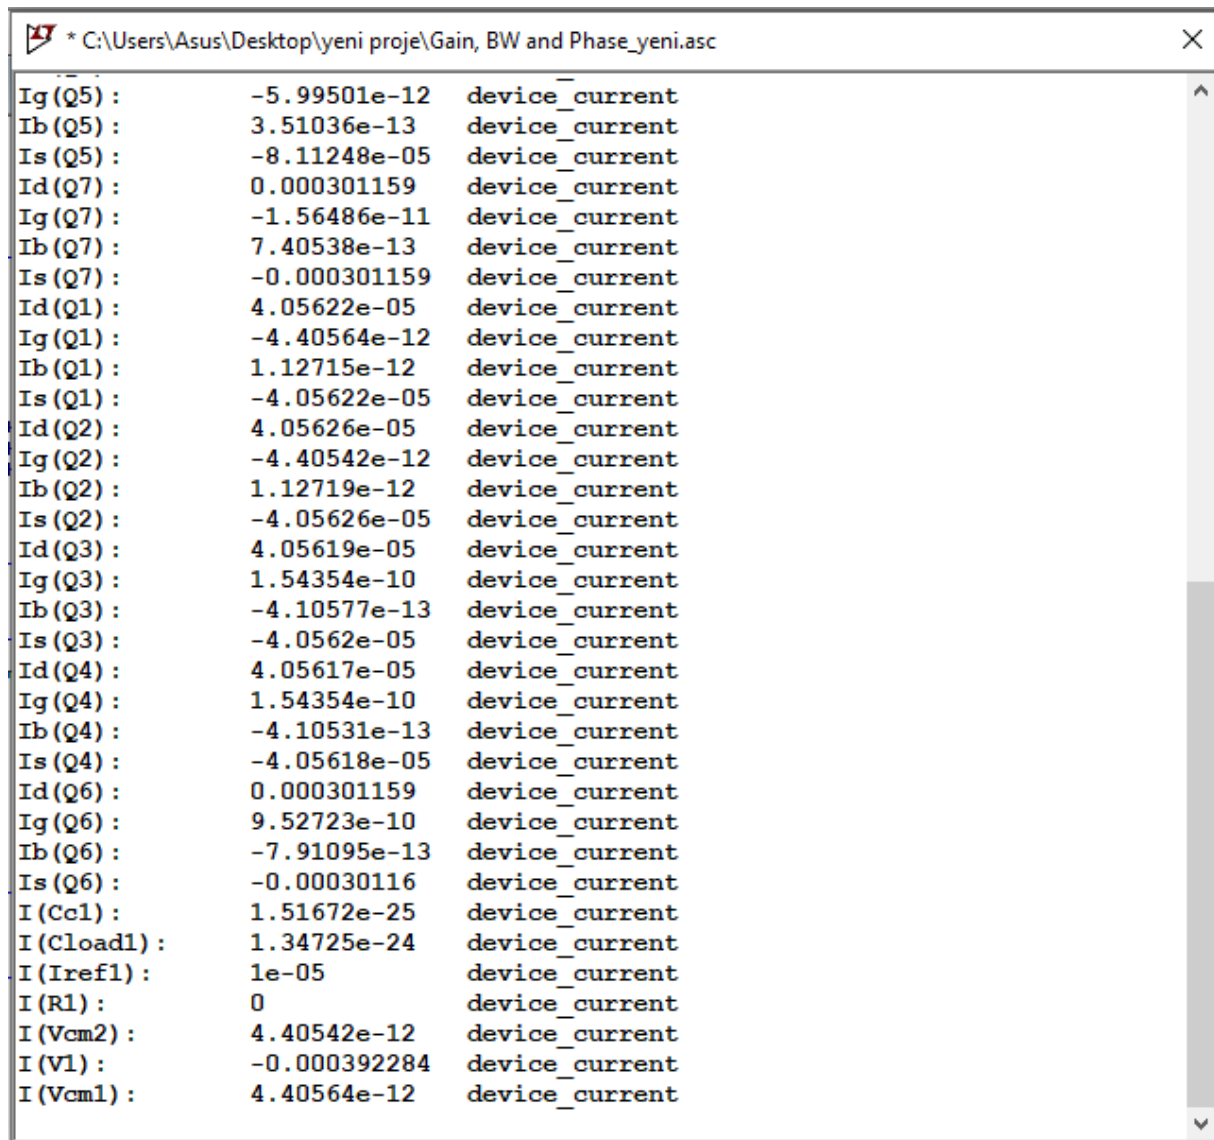 * C:\Users\Asus\Desktop\yeni proje\Gain, BW and Phase_yeni.asc
Ig(Q5): -5.99501e-12 device_current
Ib(Q5): 3.51036e-13 device_current
Is(Q5): -8.11248e-05 device_current
Id(Q7): 0.000301159 device_current
Ig(Q7): -1.56486e-11 device_current
Ib(Q7): 7.40538e-13 device_current
Is(Q7): -0.000301159 device_current
Id(Q1): 4.05622e-05 device_current
Ig(Q1): -4.40564e-12 device_current
Ib(Q1): 1.12715e-12 device_current
Is(Q1): -4.05622e-05 device_current
Id(Q2): 4.05626e-05 device_current
Ig(Q2): -4.40542e-12 device_current
Ib(Q2): 1.12719e-12 device_current
Is(Q2): -4.05626e-05 device_current
Id(Q3): 4.05619e-05 device_current
Ig(Q3): 1.54354e-10 device_current
Ib(Q3): -4.10577e-13 device_current
Is(Q3): -4.0562e-05 device_current
Id(Q4): 4.05617e-05 device_current
Ig(Q4): 1.54354e-10 device_current
Ib(Q4): -4.10531e-13 device_current
Is(Q4): -4.05618e-05 device_current
Id(Q6): 0.000301159 device_current
Ig(Q6): 9.52723e-10 device_current
Ib(Q6): -7.91095e-13 device_current
Is(Q6): -0.00030116 device_current
I(Cc1): 1.51672e-25 device_current
I(Cload1): 1.34725e-24 device_current
I(Iref1): 1e-05 device_current
I(R1): 0 device_current
I(Vcm2): 4.40542e-12 device_current
I(V1): -0.000392284 device_current
I(Vcm1): 4.40564e-12 device_current